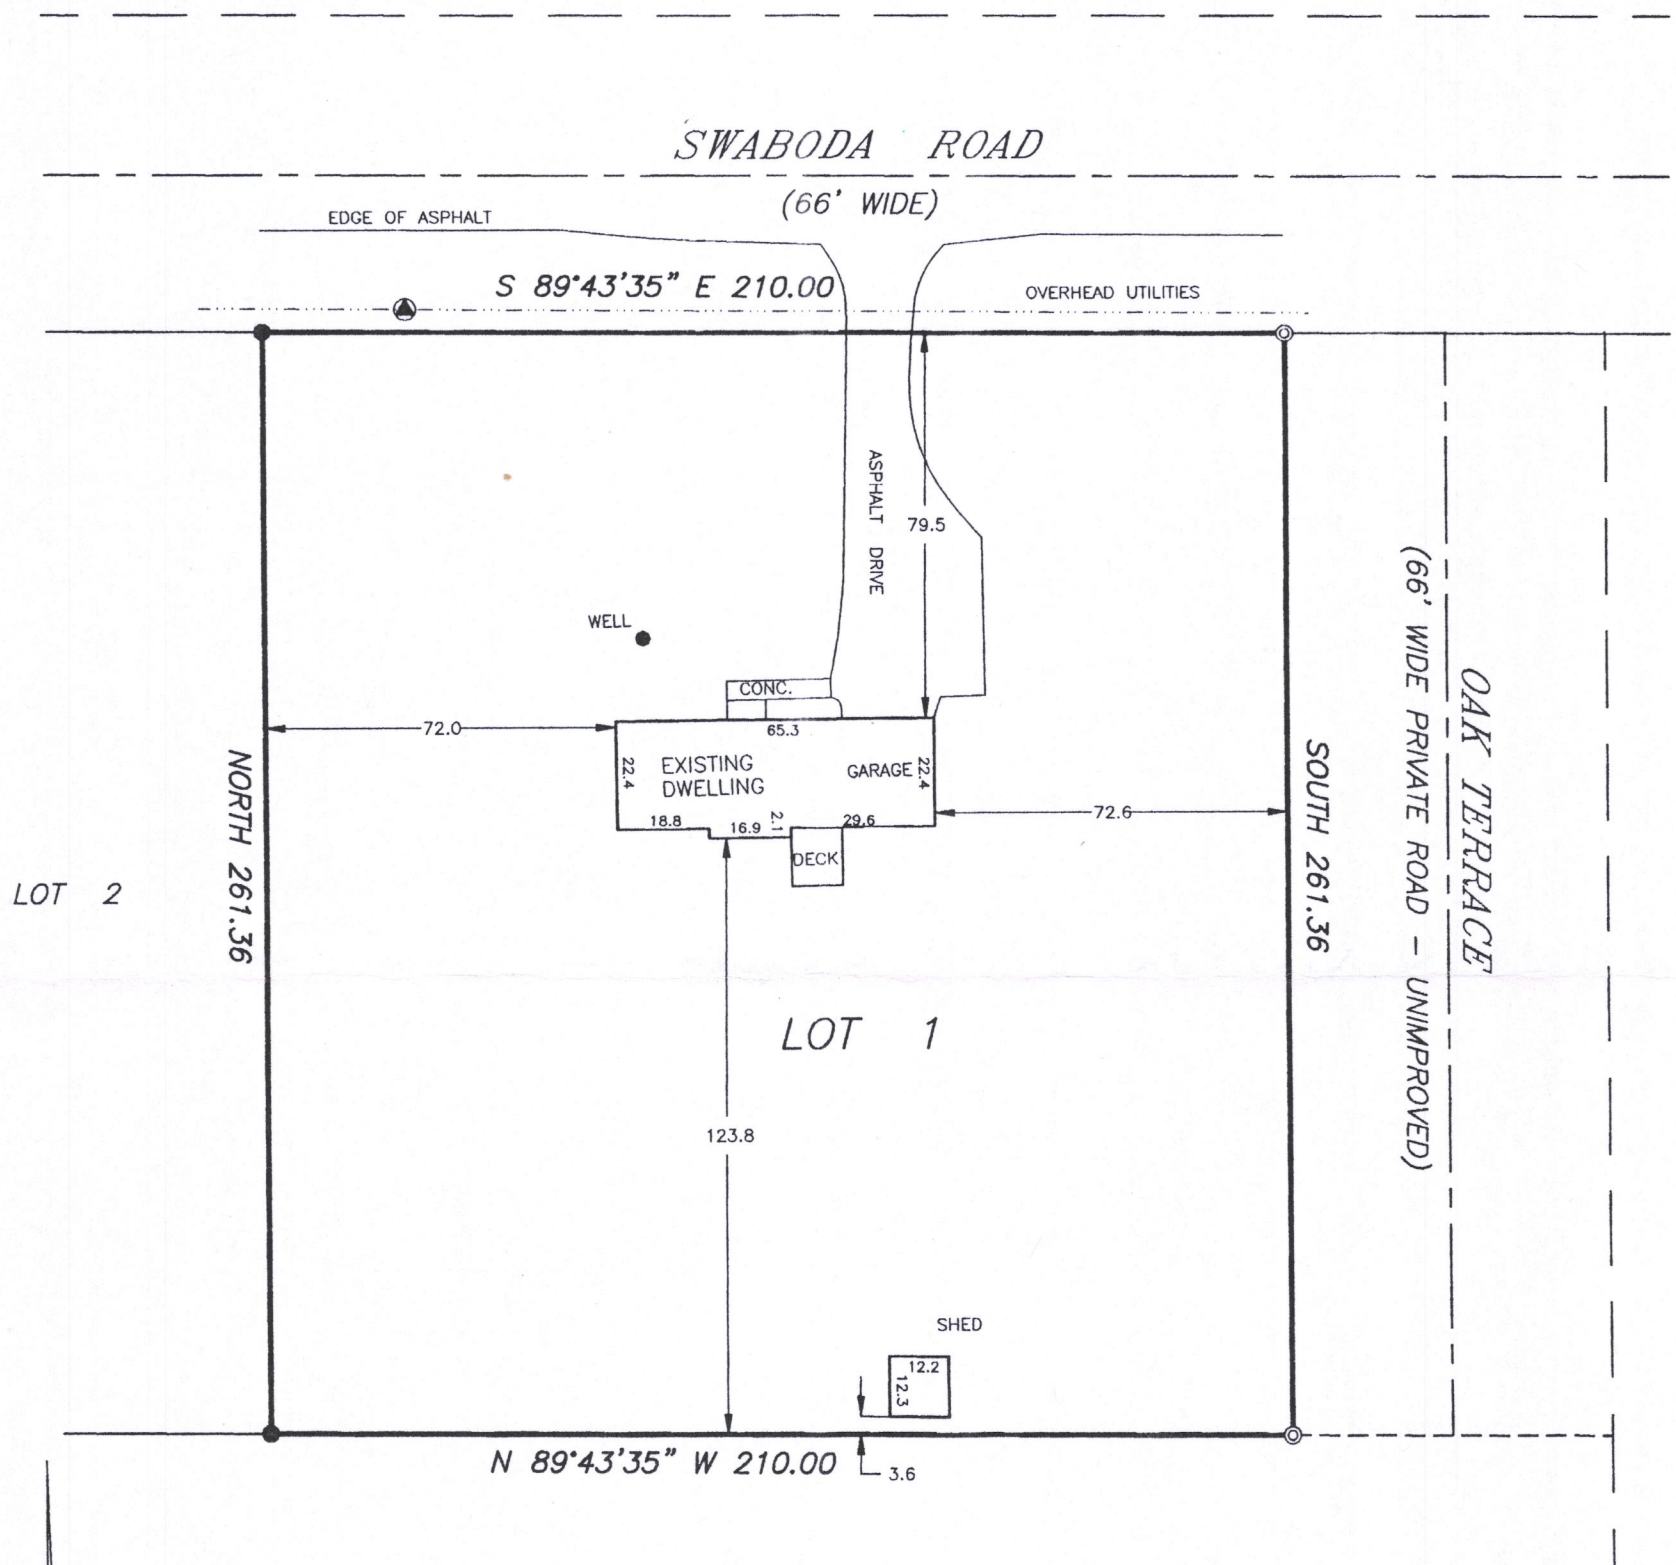 SWABODA ROAD
(66' WIDE)
EDGE OF ASPHALT
S 89°43'35" E 210.00
OVERHEAD UTILITIES
ASPHALT DRIVE
79.5
WELL
CONC.
72.0
65.3
22.4
EXISTING
DWELLING
GARAGE
22.4
18.8
16.9
2.1
29.6
DECK
72.6
NORTH 261.36
SOUTH 261.36
OAK TERRACE
(66' WIDE PRIVATE ROAD - UNIMPROVED)
LOT 2
LOT 1
123.8
SHED
12.2
12.3
N 89°43'35" W 210.00
3.6